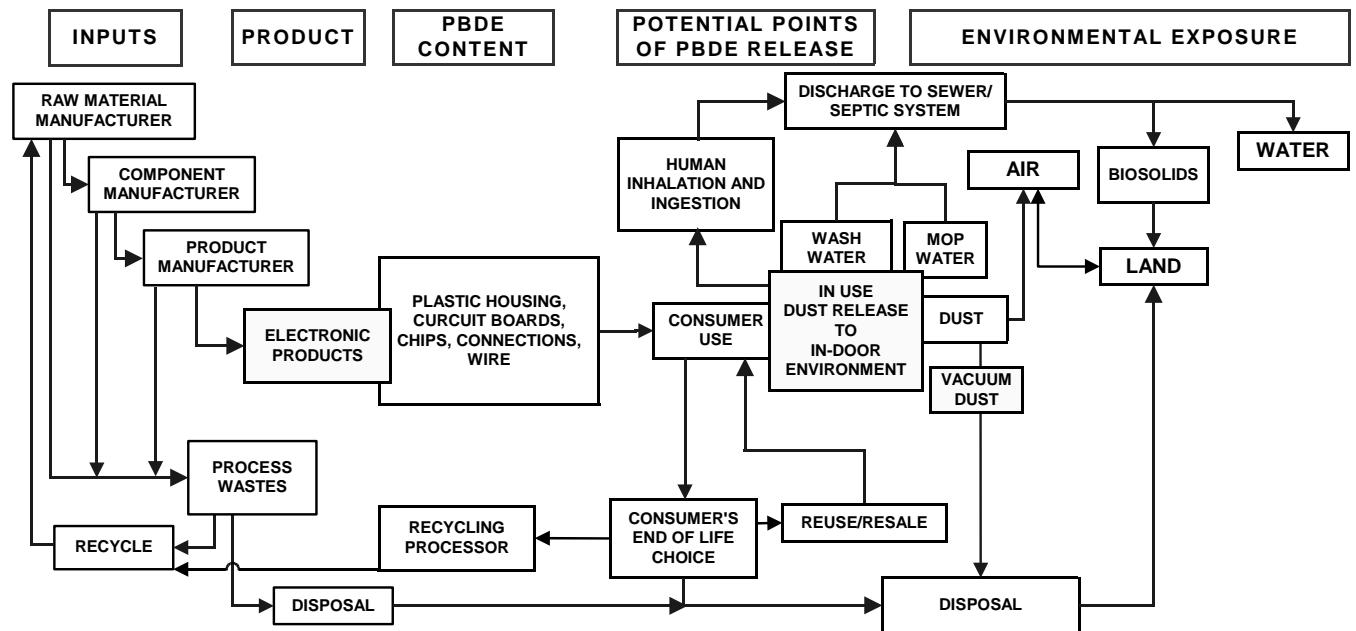 INPUTS
PRODUCT
PBDE
CONTENT
POTENTIAL POINTS
OF PBDE RELEASE
ENVIRONMENTAL EXPOSURE
RAW MATERIAL
MANUFACTURER
DISCHARGE TO SEWER/
SEPTIC SYSTEM
COMPONENT
MANUFACTURER
HUMAN
INHALATION AND
INGESTION
AIR
BIOSOLIDS
WATER
PRODUCT
MANUFACTURER
WASH
WATER
MOP
WATER
LAND
ELECTRONIC
PRODUCTS
PLASTIC HOUSING,
CURCUIT BOARDS,
CHIPS, CONNECTIONS,
WIRE
CONSUMER
USE
IN USE
DUST RELEASE
TO
IN-DOOR
ENVIRONMENT
DUST
VACUUM
DUST
PROCESS
WASTES
RECYCLE
RECYCLING
PROCESSOR
CONSUMER'S
END OF LIFE
CHOICE
REUSE/RESALE
DISPOSAL
DISPOSAL